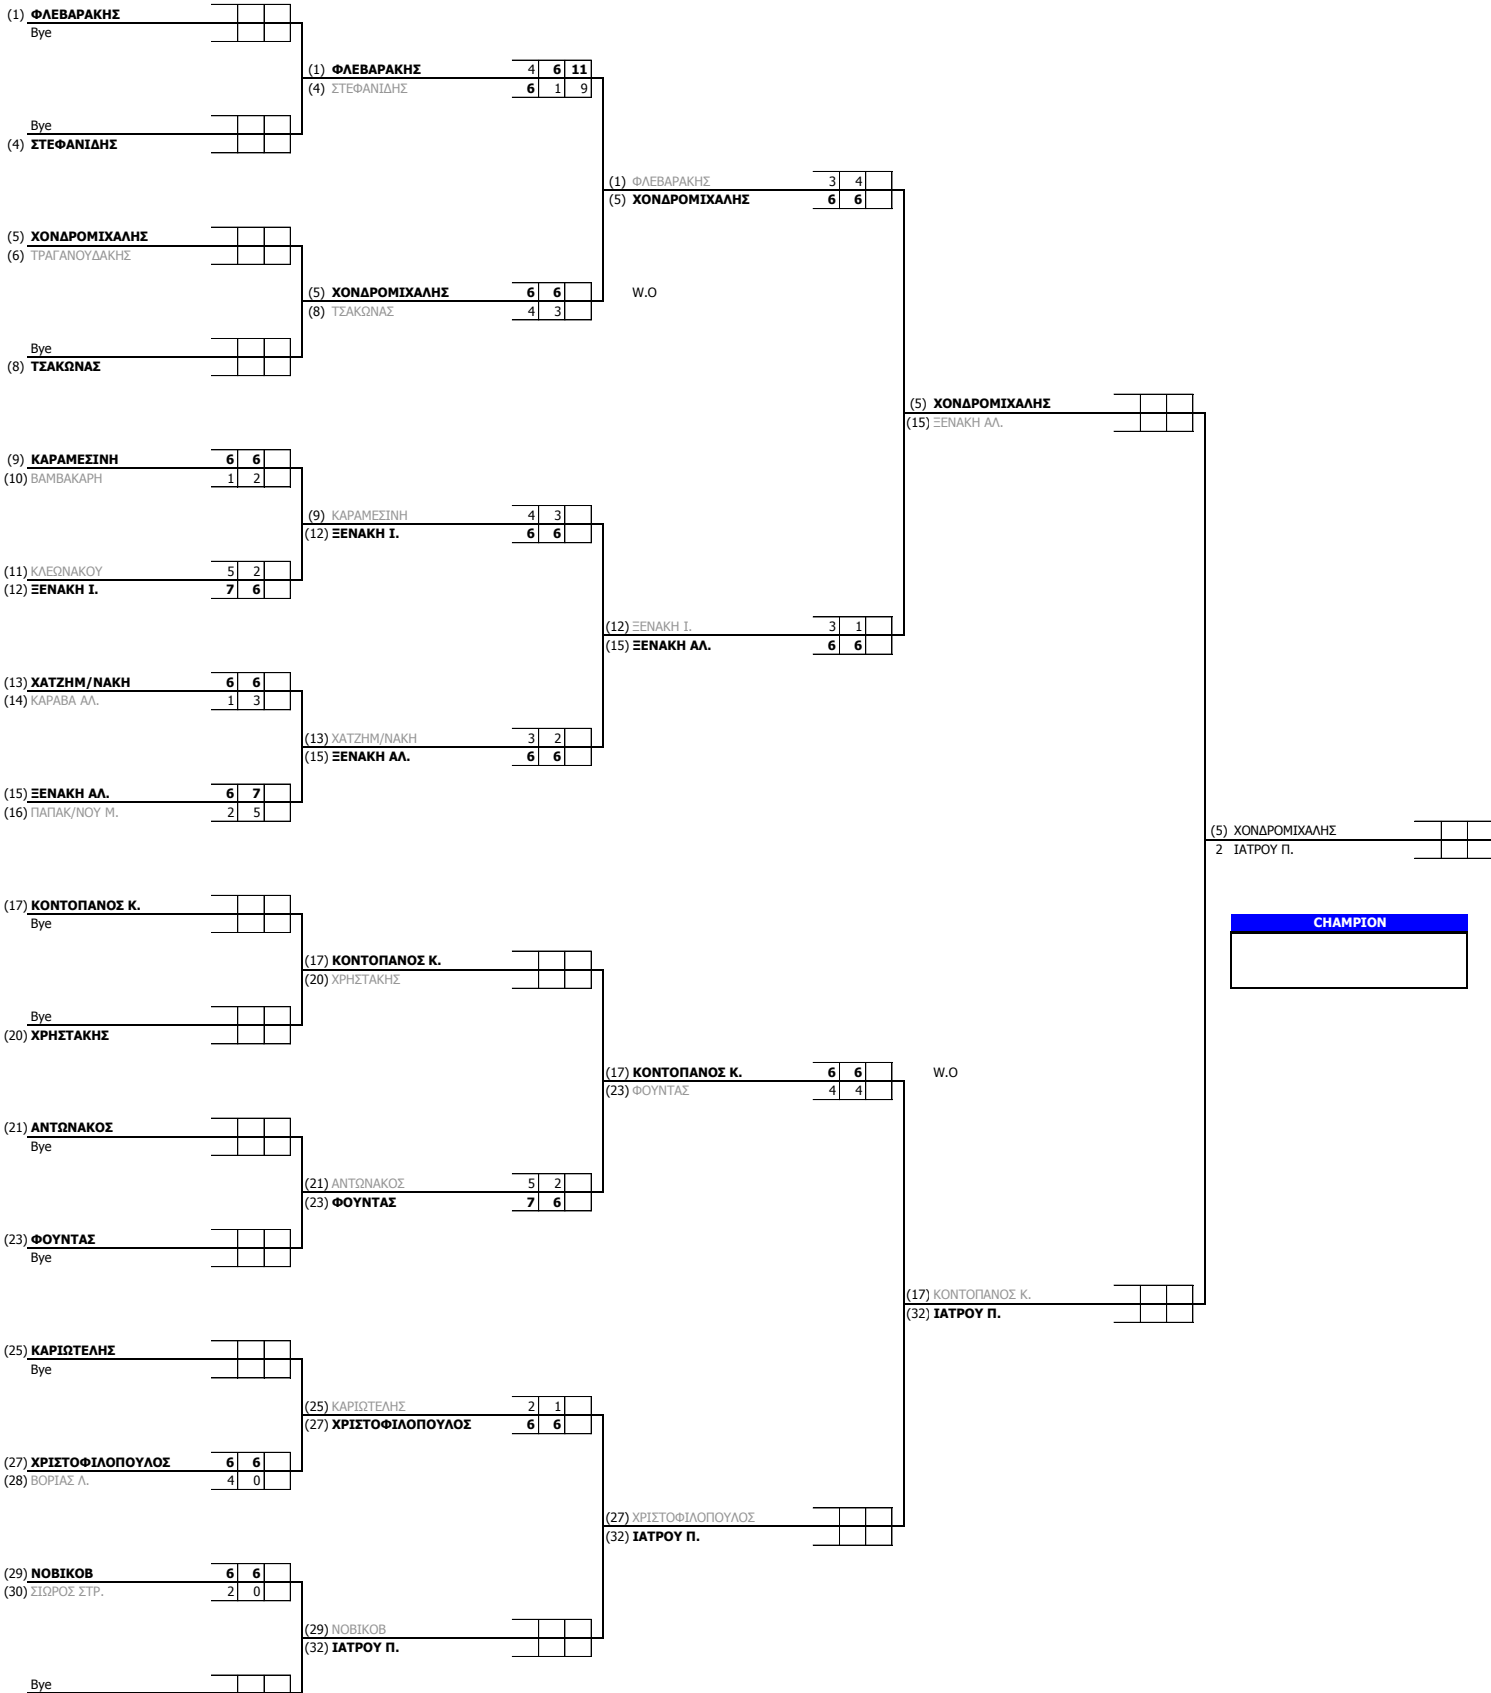 (1) ΦΛΕΒΑΡΑΚΗΣ
Bye
(1) ΦΛΕΒΑΡΑΚΗΣ 4 6 11
(4) ΣΤΕΦΑΝΙΔΗΣ 6 1 9
Bye
(4) ΣΤΕΦΑΝΙΔΗΣ
(1) ΦΛΕΒΑΡΑΚΗΣ 3 4
(5) ΧΟΝΔΡΟΜΙΧΑΛΗΣ 6 6
(5) ΧΟΝΔΡΟΜΙΧΑΛΗΣ
(6) ΤΡΑΓΑΝΟΥΔΑΚΗΣ
(5) ΧΟΝΔΡΟΜΙΧΑΛΗΣ 6 6 W.O
(8) ΤΣΑΚΩΝΑΣ 4 3
Bye
(8) ΤΣΑΚΩΝΑΣ
(5) ΧΟΝΔΡΟΜΙΧΑΛΗΣ
(15) ΞΕΝΑΚΗ ΑΛ.
(9) ΚΑΡΑΜΕΣΙΝΗ 6 6
(10) ΒΑΜΒΑΚΑΡΗ 1 2
(9) ΚΑΡΑΜΕΣΙΝΗ 4 3
(12) ΞΕΝΑΚΗ Ι. 6 6
(11) ΚΛΕΩΝΑΚΟΥ 5 2
(12) ΞΕΝΑΚΗ Ι. 7 6
(12) ΞΕΝΑΚΗ Ι. 3 1
(15) ΞΕΝΑΚΗ ΑΛ. 6 6
(13) ΧΑΤΖΗΜ/ΝΑΚΗ 6 6
(14) ΚΑΡΑΒΑ ΑΛ. 1 3
(13) ΧΑΤΖΗΜ/ΝΑΚΗ 3 2
(15) ΞΕΝΑΚΗ ΑΛ. 6 6
(15) ΞΕΝΑΚΗ ΑΛ. 6 7
(16) ΠΑΠΑΚ/ΝΟΥ Μ. 2 5
(5) ΧΟΝΔΡΟΜΙΧΑΛΗΣ
2 ΙΑΤΡΟΥ Π.
(17) ΚΟΝΤΟΠΑΝΟΣ Κ.
Bye
CHAMPION
(17) ΚΟΝΤΟΠΑΝΟΣ Κ.
(20) ΧΡΗΣΤΑΚΗΣ
Bye
(20) ΧΡΗΣΤΑΚΗΣ
(17) ΚΟΝΤΟΠΑΝΟΣ Κ. 6 6 W.O
(23) ΦΟΥΝΤΑΣ 4 4
(21) ΑΝΤΩΝΑΚΟΣ
Bye
(21) ΑΝΤΩΝΑΚΟΣ 5 2
(23) ΦΟΥΝΤΑΣ 7 6
(23) ΦΟΥΝΤΑΣ
Bye
(17) ΚΟΝΤΟΠΑΝΟΣ Κ.
(32) ΙΑΤΡΟΥ Π.
(25) ΚΑΡΙΩΤΕΛΗΣ
Bye
(25) ΚΑΡΙΩΤΕΛΗΣ 2 1
(27) ΧΡΙΣΤΟΦΙΛΟΠΟΥΛΟΣ 6 6
(27) ΧΡΙΣΤΟΦΙΛΟΠΟΥΛΟΣ 6 6
(28) ΒΟΡΙΑΣ Λ. 4 0
(27) ΧΡΙΣΤΟΦΙΛΟΠΟΥΛΟΣ
(32) ΙΑΤΡΟΥ Π.
(29) ΝΟΒΙΚΟΒ 6 6
(30) ΣΙΩΡΟΣ ΣΤΡ. 2 0
(29) ΝΟΒΙΚΟΒ
(32) ΙΑΤΡΟΥ Π.
Bye